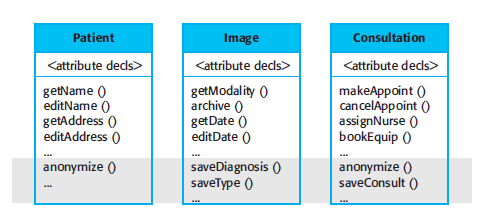 Patient
<attribute decls>
getName ()
editName ()
getAddress ()
editAddress ()
...
anonymize ()
...
Image
<attribute decls>
getModality ()
archive ()
getDate ()
editDate ()
...
saveDiagnosis ()
saveType ()
...
Consultation
<attribute decls>
makeAppoint ()
cancelAppoint ()
assignNurse ()
bookEquip ()
...
anonymize ()
saveConsult ()
...